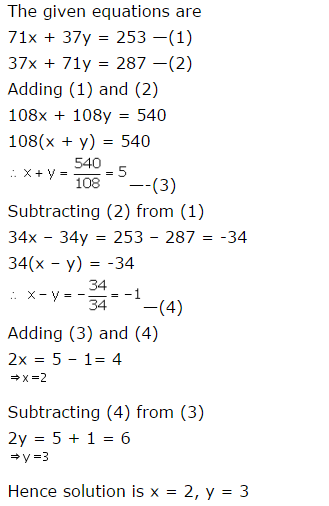 The given equations are
71x + 37y = 253 —(1)
37x + 71y = 287 —(2)
Adding (1) and (2)
108x + 108y = 540
108(x + y) = 540
∴ x + y = 540/108 = 5 —-(3)
Subtracting (2) from (1)
34x – 34y = 253 – 287 = -34
34(x – y) = -34
∴ x – y = – 34/34 = –1 —(4)
Adding (3) and (4)
2x = 5 – 1= 4
⇒x =2
Subtracting (4) from (3)
2y = 5 + 1 = 6
⇒y =3
Hence solution is x = 2, y = 3